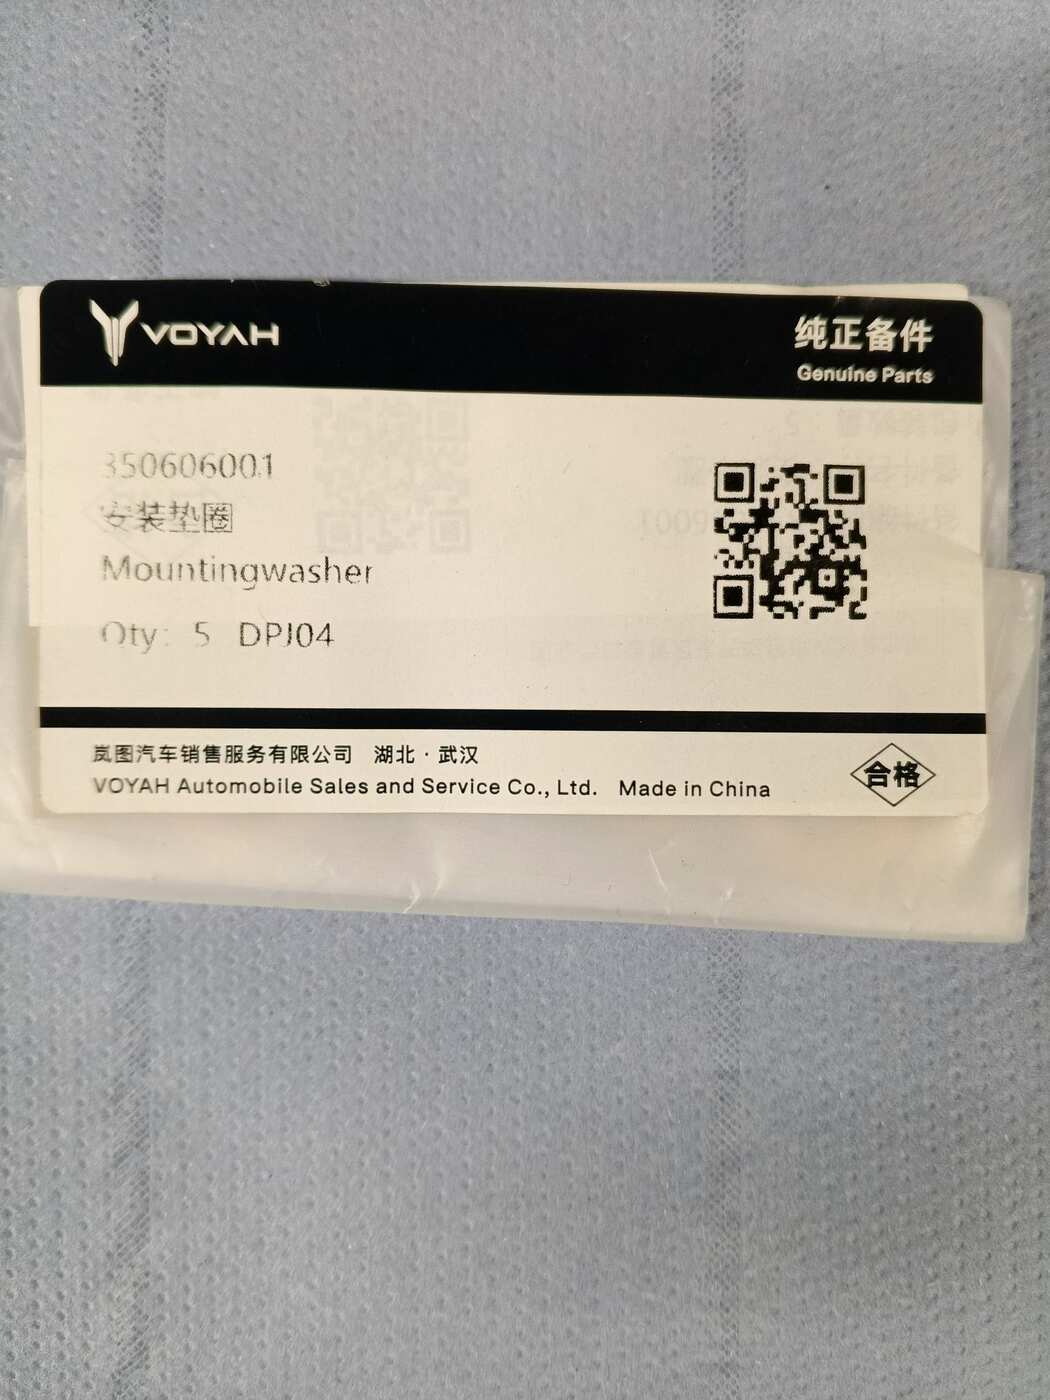 VOYAH
纯正备件
Genuine Parts
350606001
安装垫圈
Mountingwasher
Qty: 5 DPJ04
岚图汽车销售服务有限公司 湖北·武汉
VOYAH Automobile Sales and Service Co., Ltd. Made in China
合格